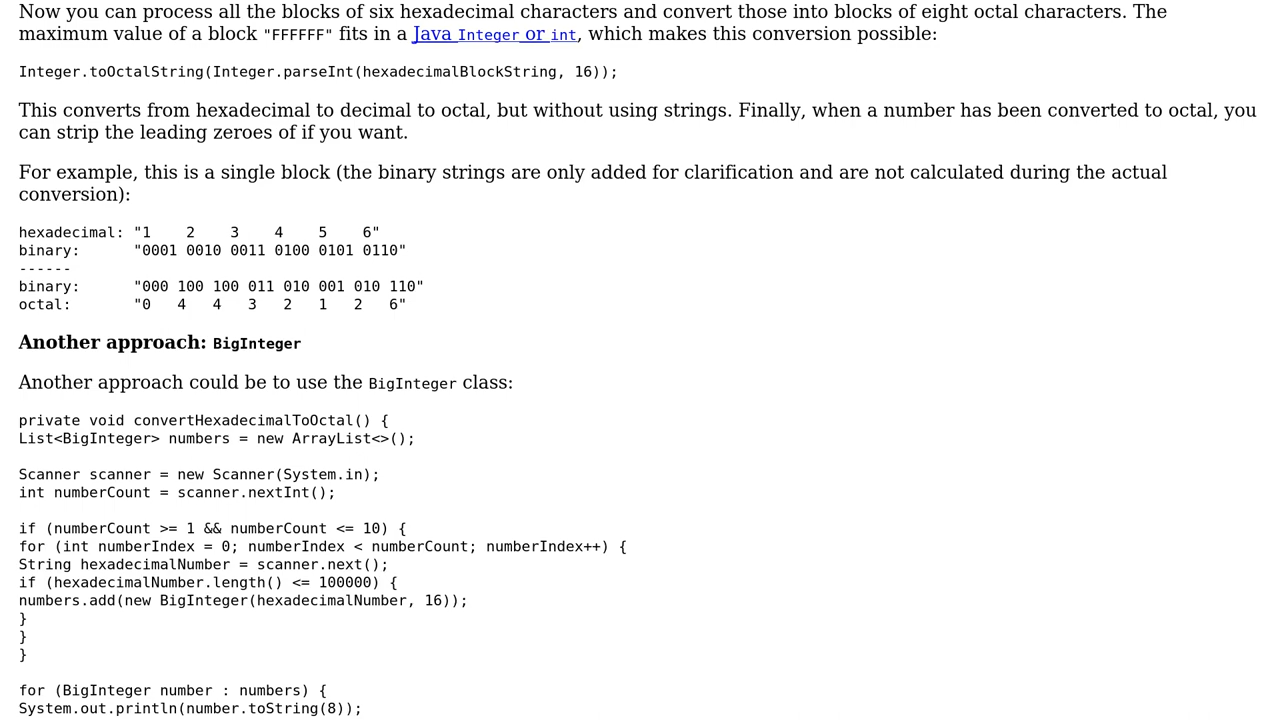 Now you can process all the blocks of six hexadecimal characters and convert those into blocks of eight octal characters. The
maximum value of a block "FFFFFF" fits in a Java Integer or int, which makes this conversion possible:
Integer.toOctalString(Integer.parseInt(hexadecimalBlockString, 16));
This converts from hexadecimal to decimal to octal, but without using strings. Finally, when a number has been converted to octal, you
can strip the leading zeroes of if you want.
For example, this is a single block (the binary strings are only added for clarification and are not calculated during the actual
conversion):
hexadecimal: "1    2    3    4    5    6"
binary:      "0001 0010 0011 0100 0101 0110"
------
binary:      "000 100 100 011 010 001 010 110"
octal:       "0   4   4   3   2   1   2   6"
Another approach: BigInteger
Another approach could be to use the BigInteger class:
private void convertHexadecimalToOctal() {
List<BigInteger> numbers = new ArrayList<>();
Scanner scanner = new Scanner(System.in);
int numberCount = scanner.nextInt();
if (numberCount >= 1 && numberCount <= 10) {
for (int numberIndex = 0; numberIndex < numberCount; numberIndex++) {
String hexadecimalNumber = scanner.next();
if (hexadecimalNumber.length() <= 100000) {
numbers.add(new BigInteger(hexadecimalNumber, 16));
}
}
}
for (BigInteger number : numbers) {
System.out.println(number.toString(8));